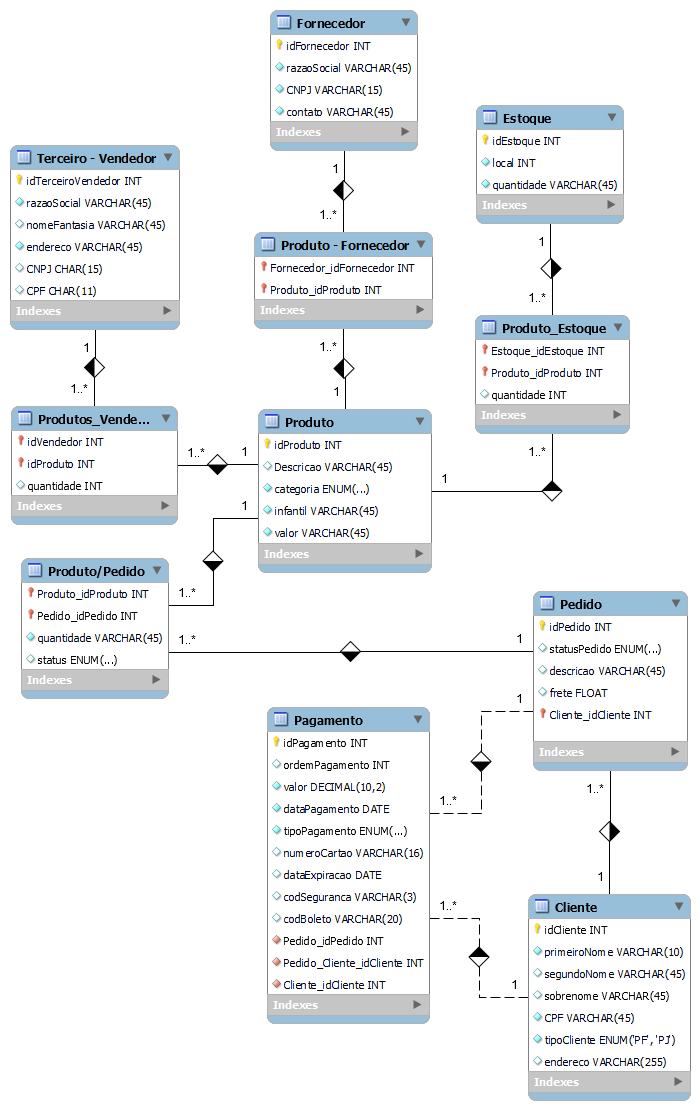 Fornecedor
idFornecedor INT
razaoSocial VARCHAR(45)
CNPJ VARCHAR(15)
contato VARCHAR(45)
Indexes
1
1..*
Estoque
idEstoque INT
local INT
quantidade VARCHAR(45)
Indexes
1
1..*
Terceiro - Vendedor
idTerceiroVendedor INT
razaoSocial VARCHAR(45)
nomeFantasia VARCHAR(45)
endereco VARCHAR(45)
CNPJ CHAR(15)
CPF CHAR(11)
Indexes
1
1..*
Produto - Fornecedor
Fornecedor_idFornecedor INT
Produto_idProduto INT
Indexes
1..*
1
Produto_Estoque
Estoque_idEstoque INT
Produto_idProduto INT
quantidade INT
Indexes
1..*
1
Produtos_Vende...
idVendedor INT
idProduto INT
quantidade INT
Indexes
1..*
1
Produto
idProduto INT
Descricao VARCHAR(45)
categoria ENUM(...)
infantil VARCHAR(45)
valor VARCHAR(45)
Indexes
1
1..*
Produto/Pedido
Produto_idProduto INT
Pedido_idPedido INT
quantidade VARCHAR(45)
status ENUM(...)
Indexes
1..*
1
Pedido
idPedido INT
statusPedido ENUM(...)
descricao VARCHAR(45)
frete FLOAT
Cliente_idCliente INT
Indexes
1
1..*
Pagamento
idPagamento INT
ordemPagamento INT
valor DECIMAL(10,2)
dataPagamento DATE
tipoPagamento ENUM(...)
numeroCartao VARCHAR(16)
dataExpiracao DATE
codSeguranca VARCHAR(3)
codBoleto VARCHAR(20)
Pedido_idPedido INT
Pedido_Cliente_idCliente INT
Cliente_idCliente INT
Indexes
1..*
1
1..*
1
Cliente
idCliente INT
primeiroNome VARCHAR(10)
segundoNome VARCHAR(45)
sobrenome VARCHAR(45)
CPF VARCHAR(45)
tipoCliente ENUM('PF','PJ')
endereco VARCHAR(255)
Indexes